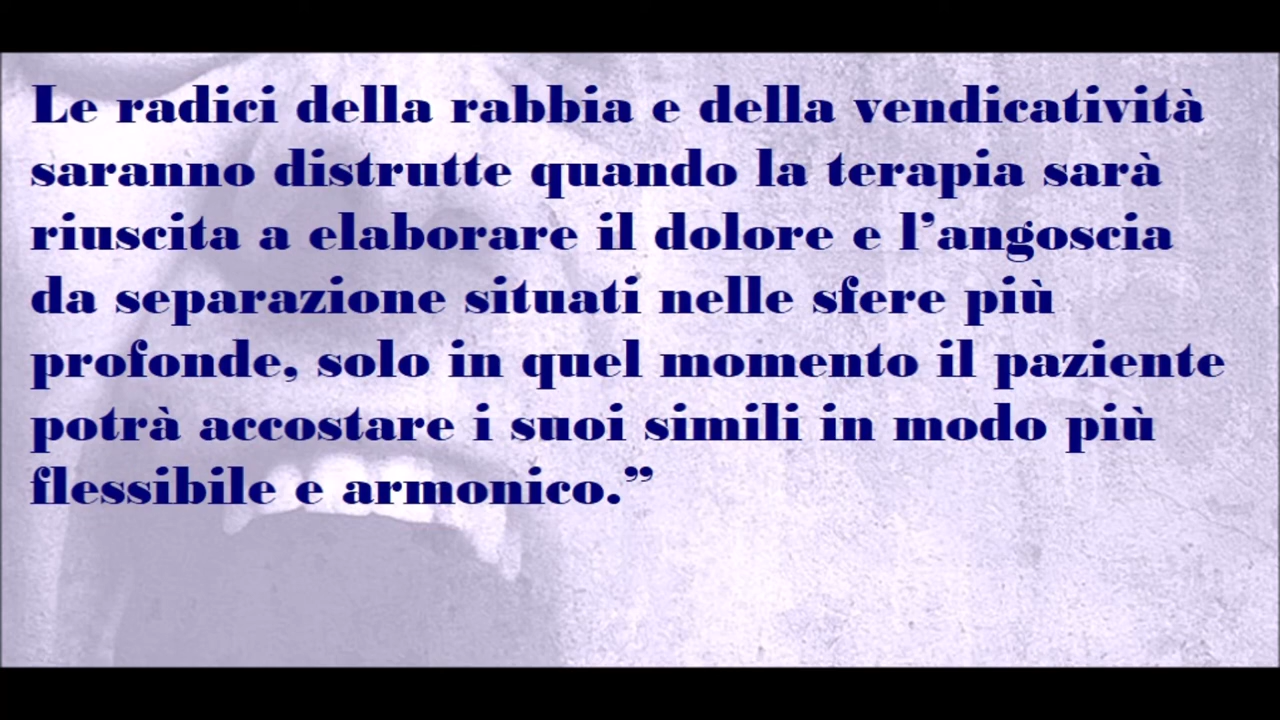 Le radici della rabbia e della vendicatività
saranno distrutte quando la terapia sarà
riuscita a elaborare il dolore e l’angoscia
da separazione situati nelle sfere più
profonde, solo in quel momento il paziente
potrà accostare i suoi simili in modo più
flessibile e armonico.”